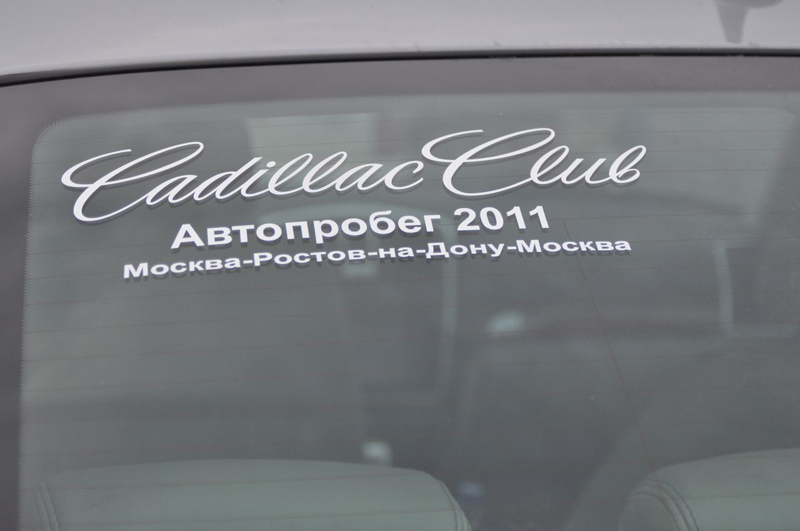 Cadillac Club
Автопробег 2011
Москва-Ростов-на-Дону-Москва